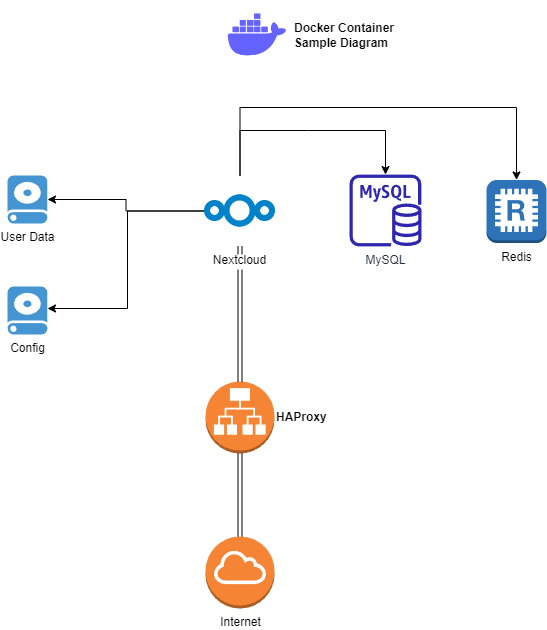 Docker Container
Sample Diagram
MySQL
R
User Data
Nextcloud
MySQL
Redis
Config
HAProxy
Internet